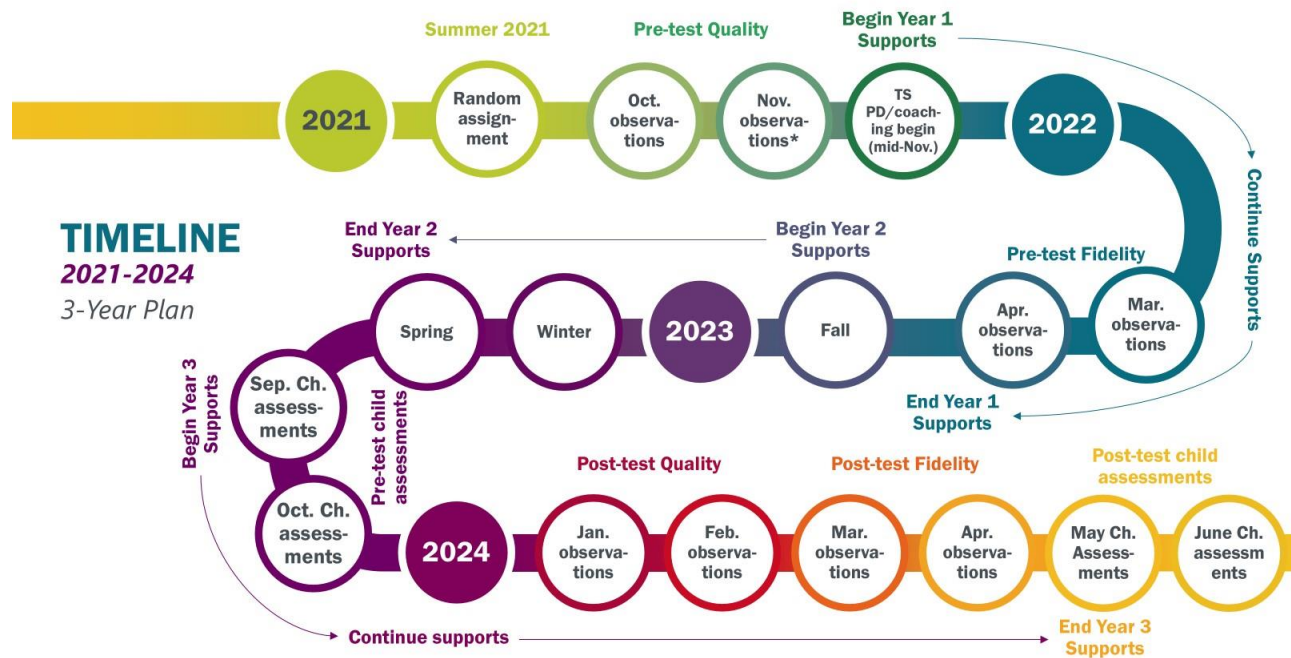 Summer 2021
Pre-test Quality
Begin Year 1
Supports
2021
Random
assign-
ment
Oct.
observa-
tions
Nov.
observa-
tions*
TS
PD/coach-
ing begin
(mid-Nov.)
2022
Continue Supports
TIMELINE
2021-2024
3-Year Plan
Pre-test Fidelity
Mar.
observa-
tions
Apr.
observa-
tions
End Year 1
Supports
Begin Year 2
Supports
Fall
2023
Winter
Spring
End Year 2
Supports
Begin Year 3
Supports
Sep. Ch.
assess-
ments
Pre-test child
assessments
Oct. Ch.
assess-
ments
2024
Post-test Quality
Jan.
observa-
tions
Feb.
observa-
tions
Post-test Fidelity
Mar.
observa-
tions
Apr.
observa-
tions
Post-test child
assessments
May Ch.
Assess-
ments
June Ch.
assessm
ents
Continue supports
End Year 3
Supports